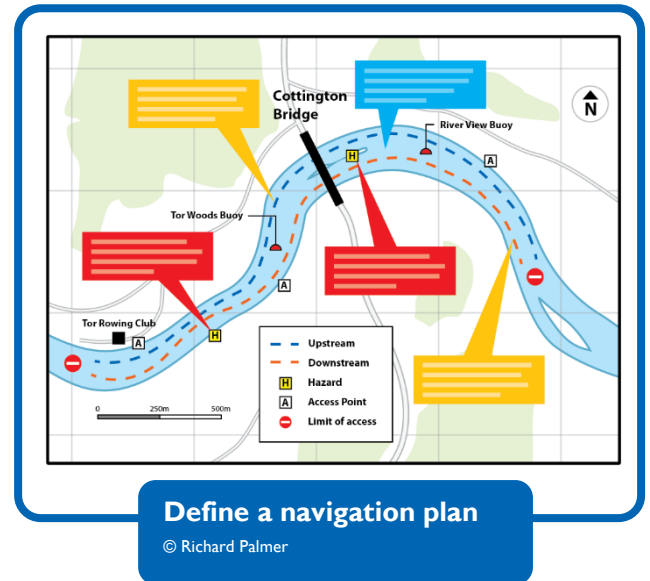 Cottington
Bridge
N
River View Buoy
H
A
Tor Woods Buoy
A
Tor Rowing Club
A
H
0 250m 500m
Upstream
Downstream
H Hazard
A Access Point
Limit of access
Define a navigation plan
© Richard Palmer